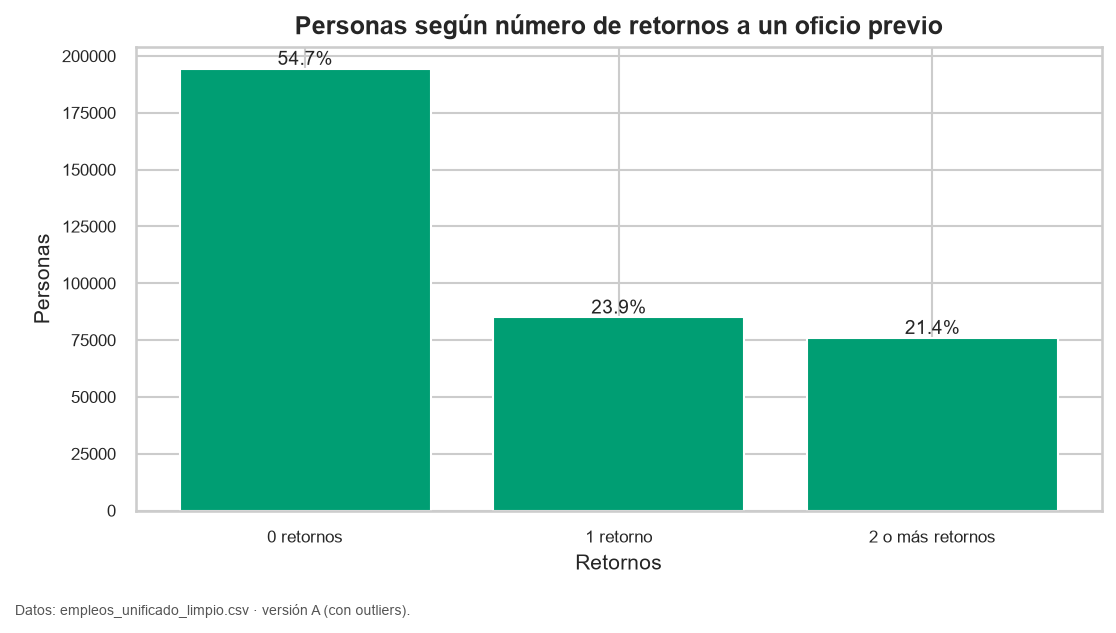 Personas según número de retornos a un oficio previo
200000
175000
150000
125000
100000
75000
50000
25000
0
Personas
54.7%
23.9%
21.4%
0 retornos
1 retorno
2 o más retornos
Retornos
Datos: empleos_unificado_limpio.csv · versión A (con outliers).